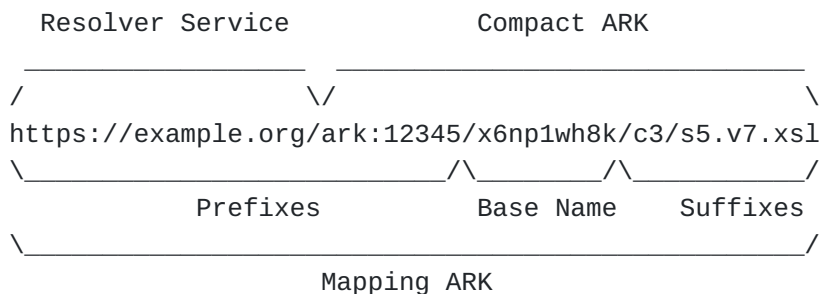 Resolver Service Compact ARK
https://example.org/ark:12345/x6np1wh8k/c3/s5.v7.xsl
Prefixes Base Name Suffixes
Mapping ARK